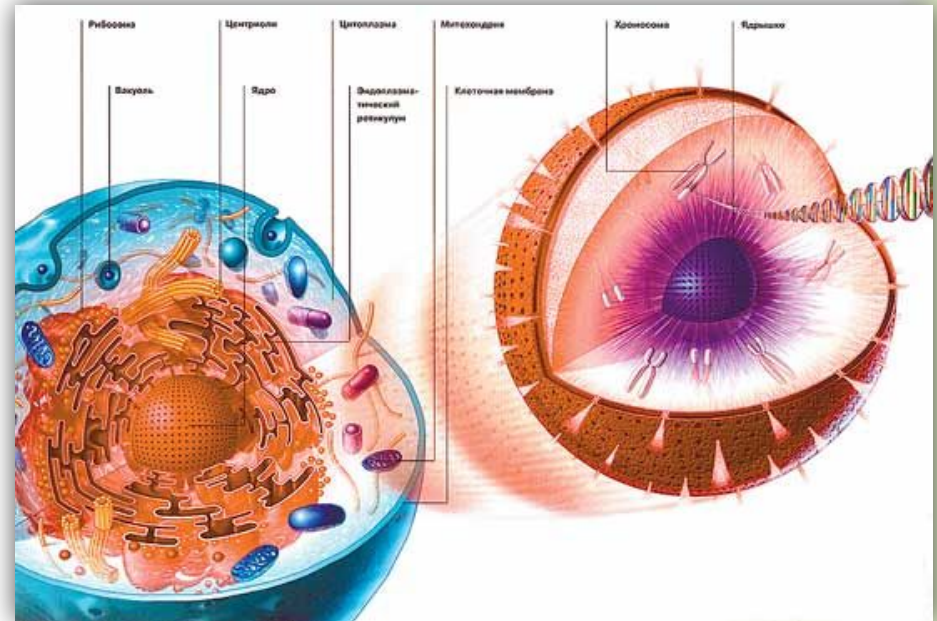 Рибосома
Центриоли
Цитоплазма
Митохондрия
Хромосома
Ядрышко
Вакуоль
Ядро
Эндоплазма-
тический
ретикулум
Клеточная мембрана